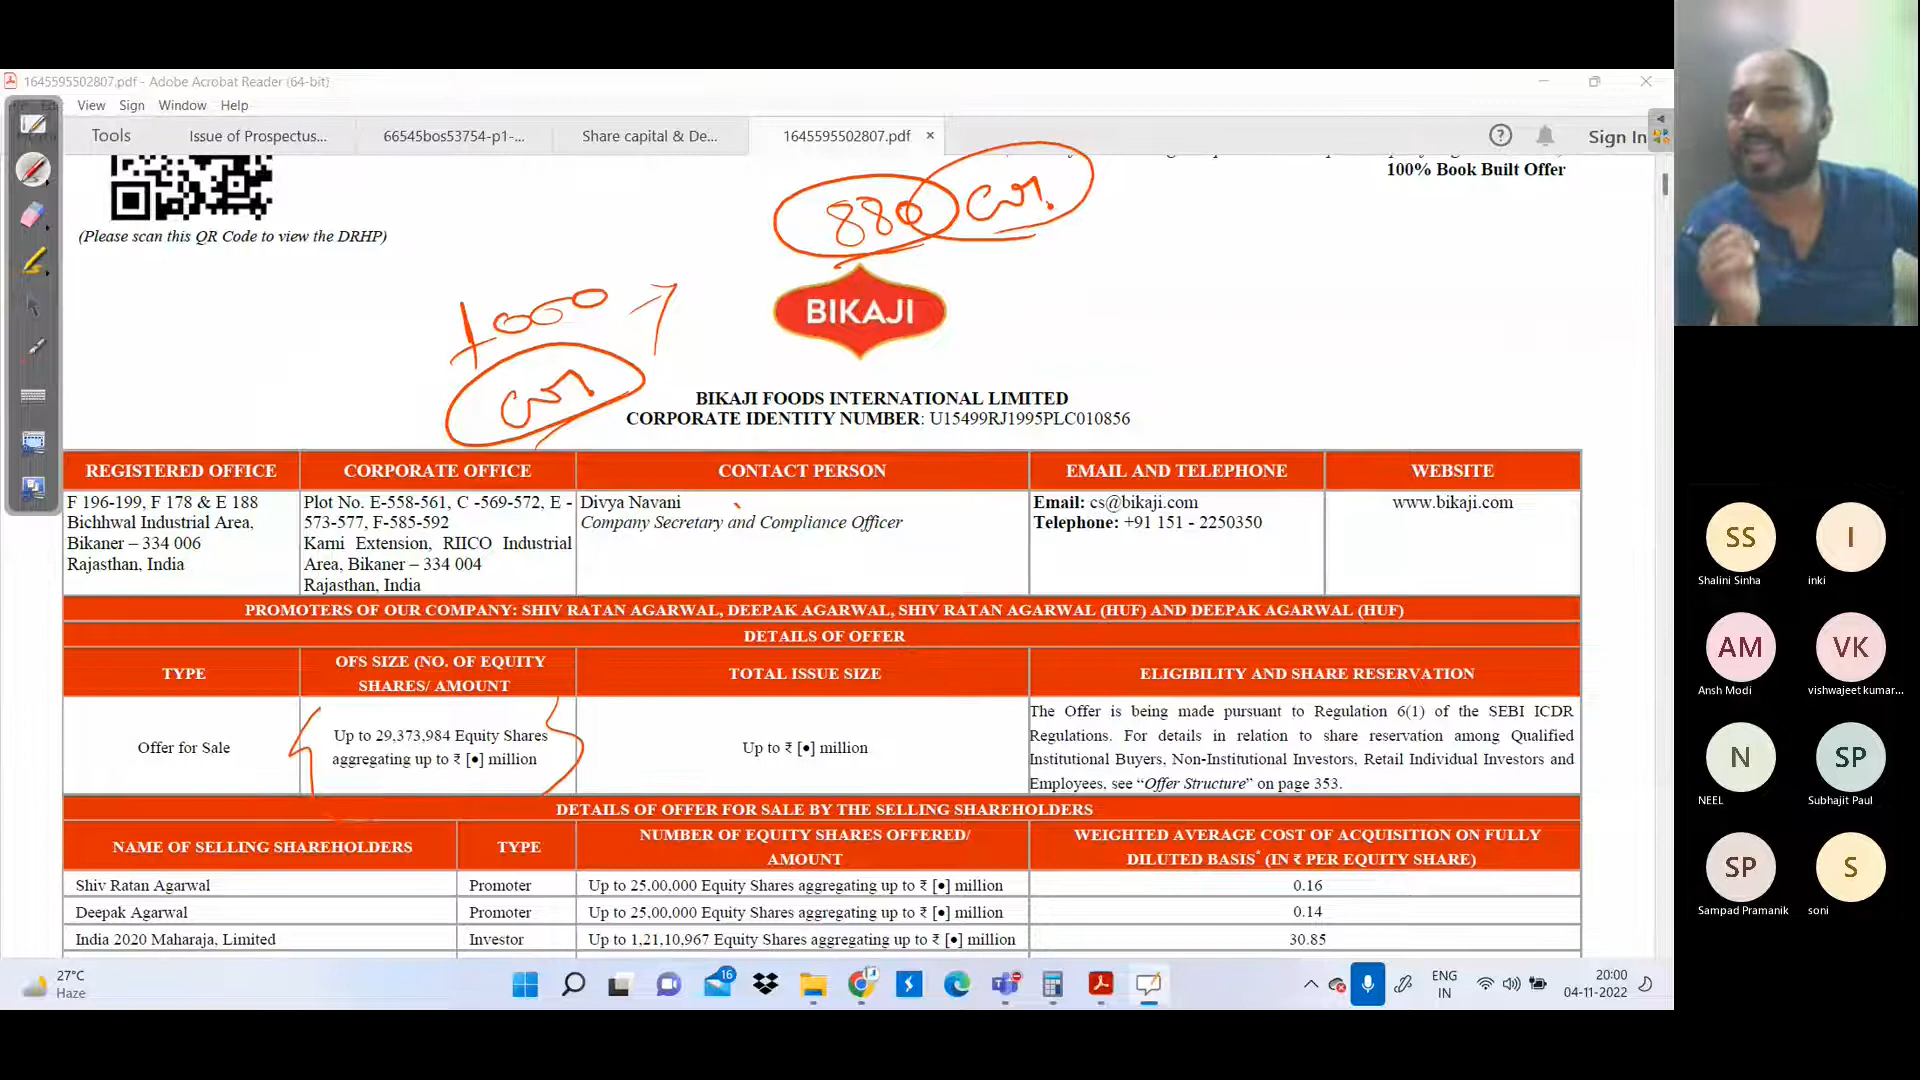 1645595502807.pdf - Adobe Acrobat Reader (64-bit)
View Sign Window Help
Tools
Issue of Prospectus...
66545bos53754-p1-...
Share capital & De...
1645595502807.pdf ×
Sign In
100% Book Built Offer
(Please scan this QR Code to view the DRHP)
880 cr.
1000
cr.
BIKAJI
BIKAJI FOODS INTERNATIONAL LIMITED
CORPORATE IDENTITY NUMBER: U15499RJ1995PLC010856
REGISTERED OFFICE
CORPORATE OFFICE
CONTACT PERSON
EMAIL AND TELEPHONE
WEBSITE
F 196-199, F 178 & E 188
Bichhwal Industrial Area,
Bikaner – 334 006
Rajasthan, India
Plot No. E-558-561, C -569-572, E -
573-577, F-585-592
Karni Extension, RIICO Industrial
Area, Bikaner – 334 004
Rajasthan, India
Divya Navani
Company Secretary and Compliance Officer
Email: cs@bikaji.com
Telephone: +91 151 - 2250350
www.bikaji.com
PROMOTERS OF OUR COMPANY: SHIV RATAN AGARWAL, DEEPAK AGARWAL, SHIV RATAN AGARWAL (HUF) AND DEEPAK AGARWAL (HUF)
DETAILS OF OFFER
TYPE
OFS SIZE (NO. OF EQUITY
SHARES/ AMOUNT
TOTAL ISSUE SIZE
ELIGIBILITY AND SHARE RESERVATION
Offer for Sale
Up to 29,373,984 Equity Shares
aggregating up to ₹ [●] million
Up to ₹ [●] million
The Offer is being made pursuant to Regulation 6(1) of the SEBI ICDR
Regulations. For details in relation to share reservation among Qualified
Institutional Buyers, Non-Institutional Investors, Retail Individual Investors and
Employees, see “Offer Structure” on page 353.
DETAILS OF OFFER FOR SALE BY THE SELLING SHAREHOLDERS
NAME OF SELLING SHAREHOLDERS
TYPE
NUMBER OF EQUITY SHARES OFFERED/
AMOUNT
WEIGHTED AVERAGE COST OF ACQUISITION ON FULLY
DILUTED BASIS* (IN ₹ PER EQUITY SHARE)
Shiv Ratan Agarwal Promoter Up to 25,00,000 Equity Shares aggregating up to ₹ [●] million 0.16
Deepak Agarwal Promoter Up to 25,00,000 Equity Shares aggregating up to ₹ [●] million 0.14
India 2020 Maharaja, Limited Investor Up to 1,21,10,967 Equity Shares aggregating up to ₹ [●] million 30.85
27°C
Haze
16
ENG
IN
20:00
04-11-2022
SS
Shalini Sinha
I
inki
AM
Ansh Modi
VK
vishwajeet kumar...
N
NEEL
SP
Subhajit Paul
SP
Sampad Pramanik
S
soni